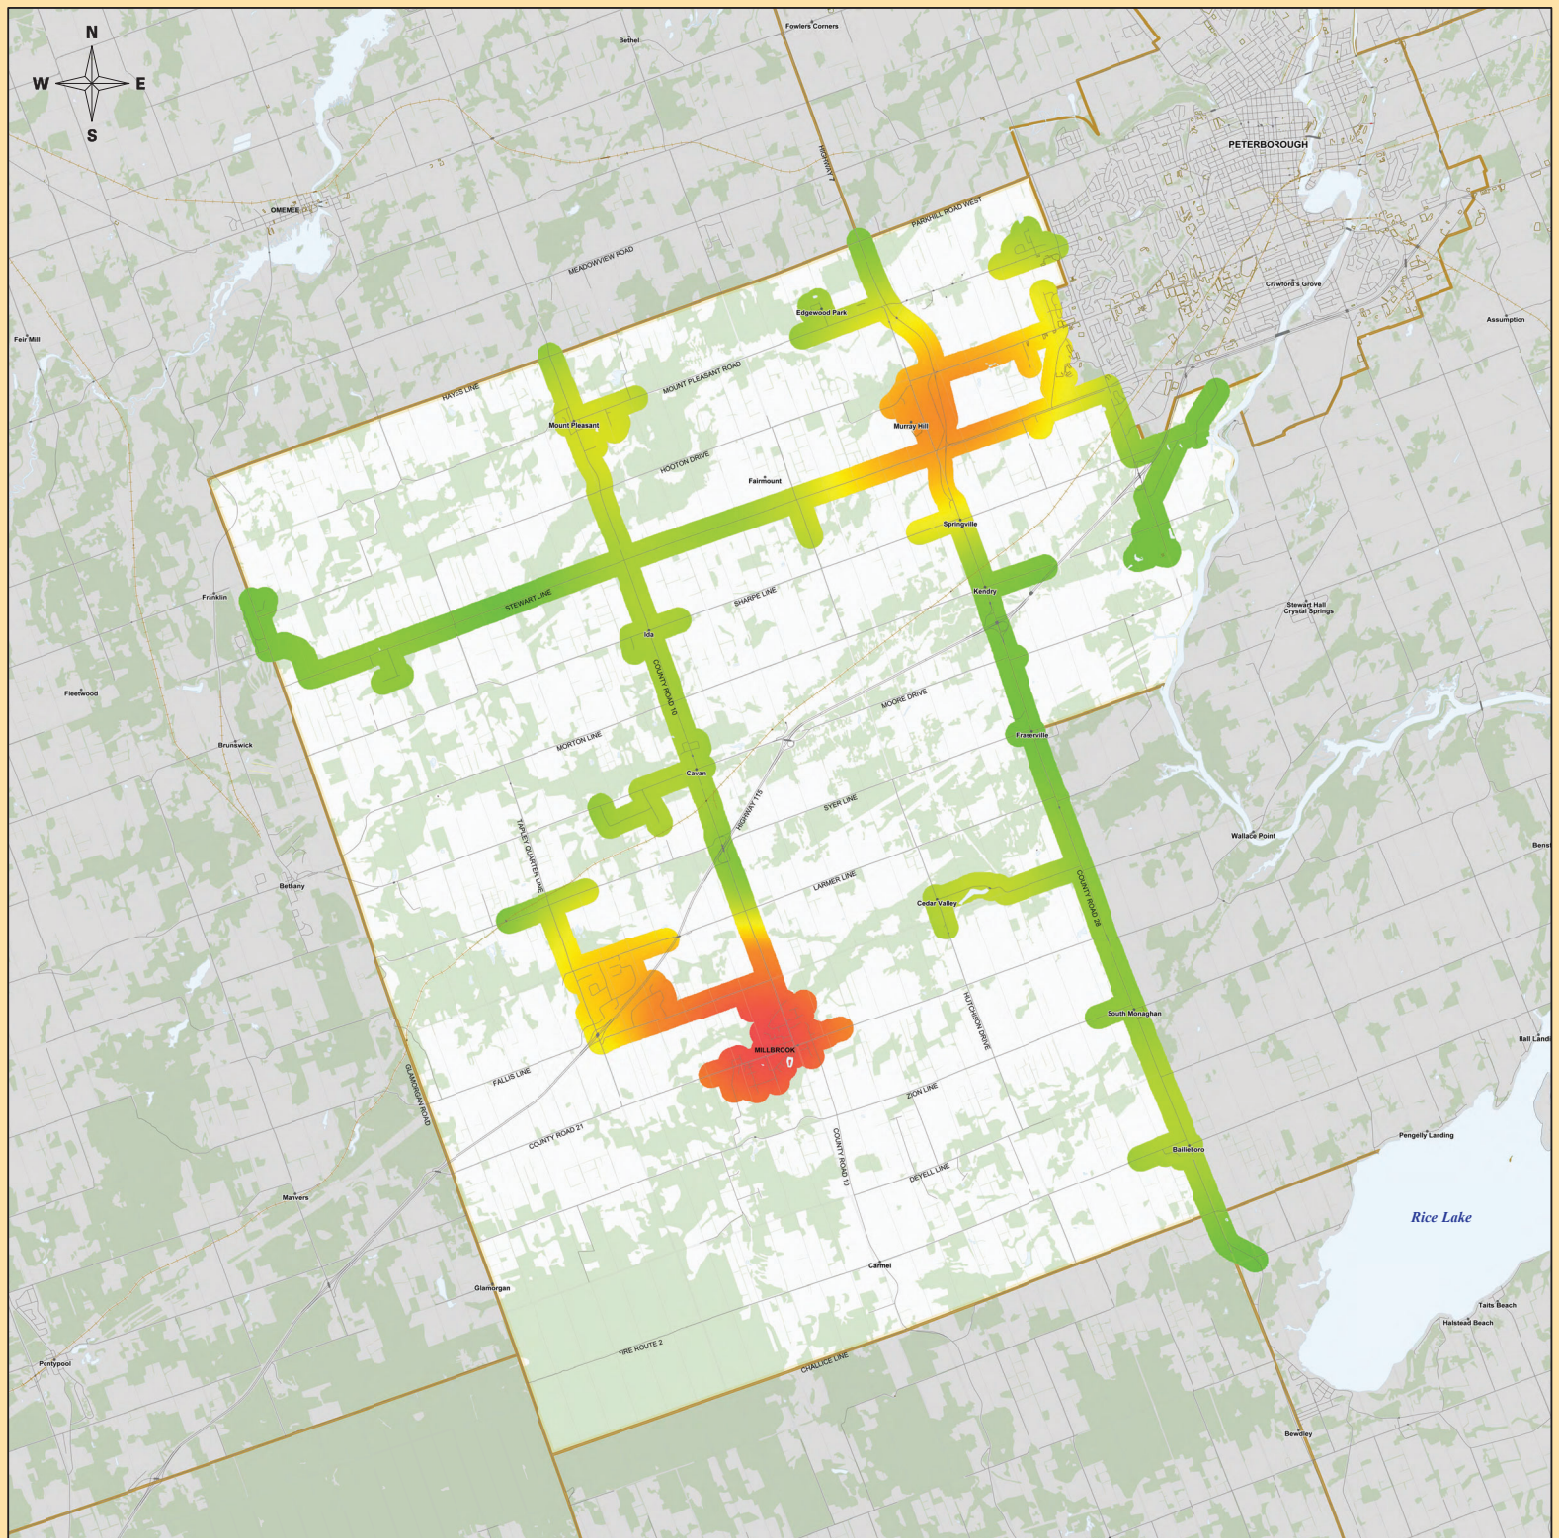 N
W E
S
Fowlers Corners
Bethel
PETERBOROUGH
HIGHWAY 7
OMEMEE
PARKHILL ROAD WEST
MEADOWVIEW ROAD
Crawford's Grove
Edgewood Park
Assumption
Feir Mill
MOUNT PLEASANT ROAD
HAYES LINE
Mount Pleasant
Murray Hill
HOOTON DRIVE
Fairmount
Springville
Franklin
STEWART LINE
SHARPE LINE
Kendry
Stewart Hall
Crystal Springs
Ida
COUNTY ROAD 10
Fleetwood
MOORE DRIVE
Brunswick
MORTON LINE
Fraserville
Cavan
HIGHWAY 115
SYER LINE
TAPLEY QUARTER LINE
Wallace Point
Bethany
LARMER LINE
Cedar Valley
COUNTY ROAD 28
South Monaghan
HUTCHISON DRIVE
MILLBROOK
FALLIS LINE
GLAMORGAN ROAD
ZION LINE
COUNTY ROAD 21
COUNTY ROAD 10
Pengelly Landing
Bailieboro
DEYELL LINE
Manvers
Rice Lake
Carmel
Glamorgan
Taits Beach
Halstead Beach
FIRE ROUTE 2
CHALLICE LINE
Pontypool
Bewdley